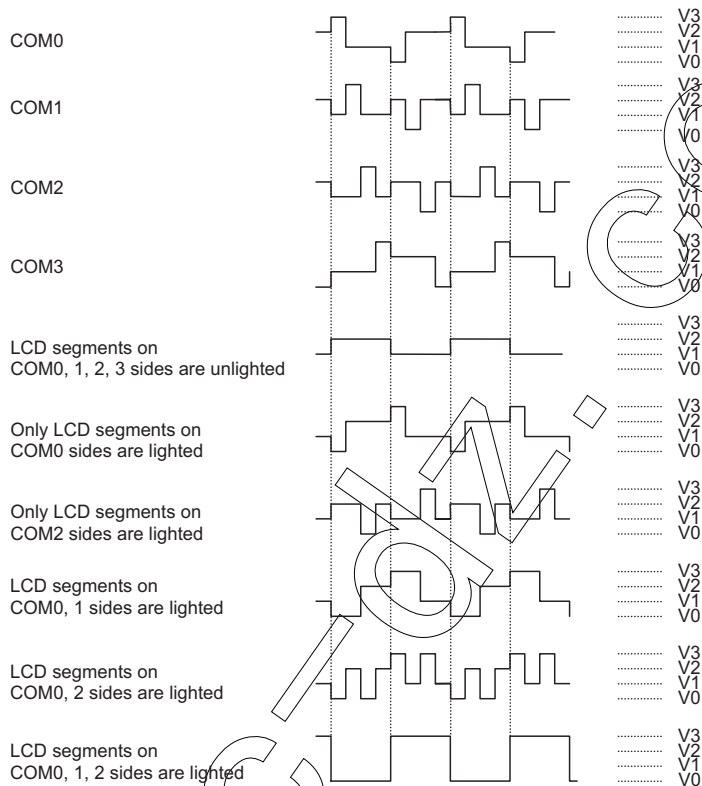 COM0
V3
V2
V1
V0
COM1
V3
V2
V1
V0
COM2
V3
V2
V1
V0
COM3
V3
V2
V1
V0
LCD segments on
COM0, 1, 2, 3 sides are unlighted
V3
V2
V1
V0
Only LCD segments on
COM0 sides are lighted
V3
V2
V1
V0
Only LCD segments on
COM2 sides are lighted
V3
V2
V1
V0
LCD segments on
COM0, 1 sides are lighted
V3
V2
V1
V0
LCD segments on
COM0, 2 sides are lighted
V3
V2
V1
V0
LCD segments on
COM0, 1, 2 sides are lighted
V3
V2
V1
V0